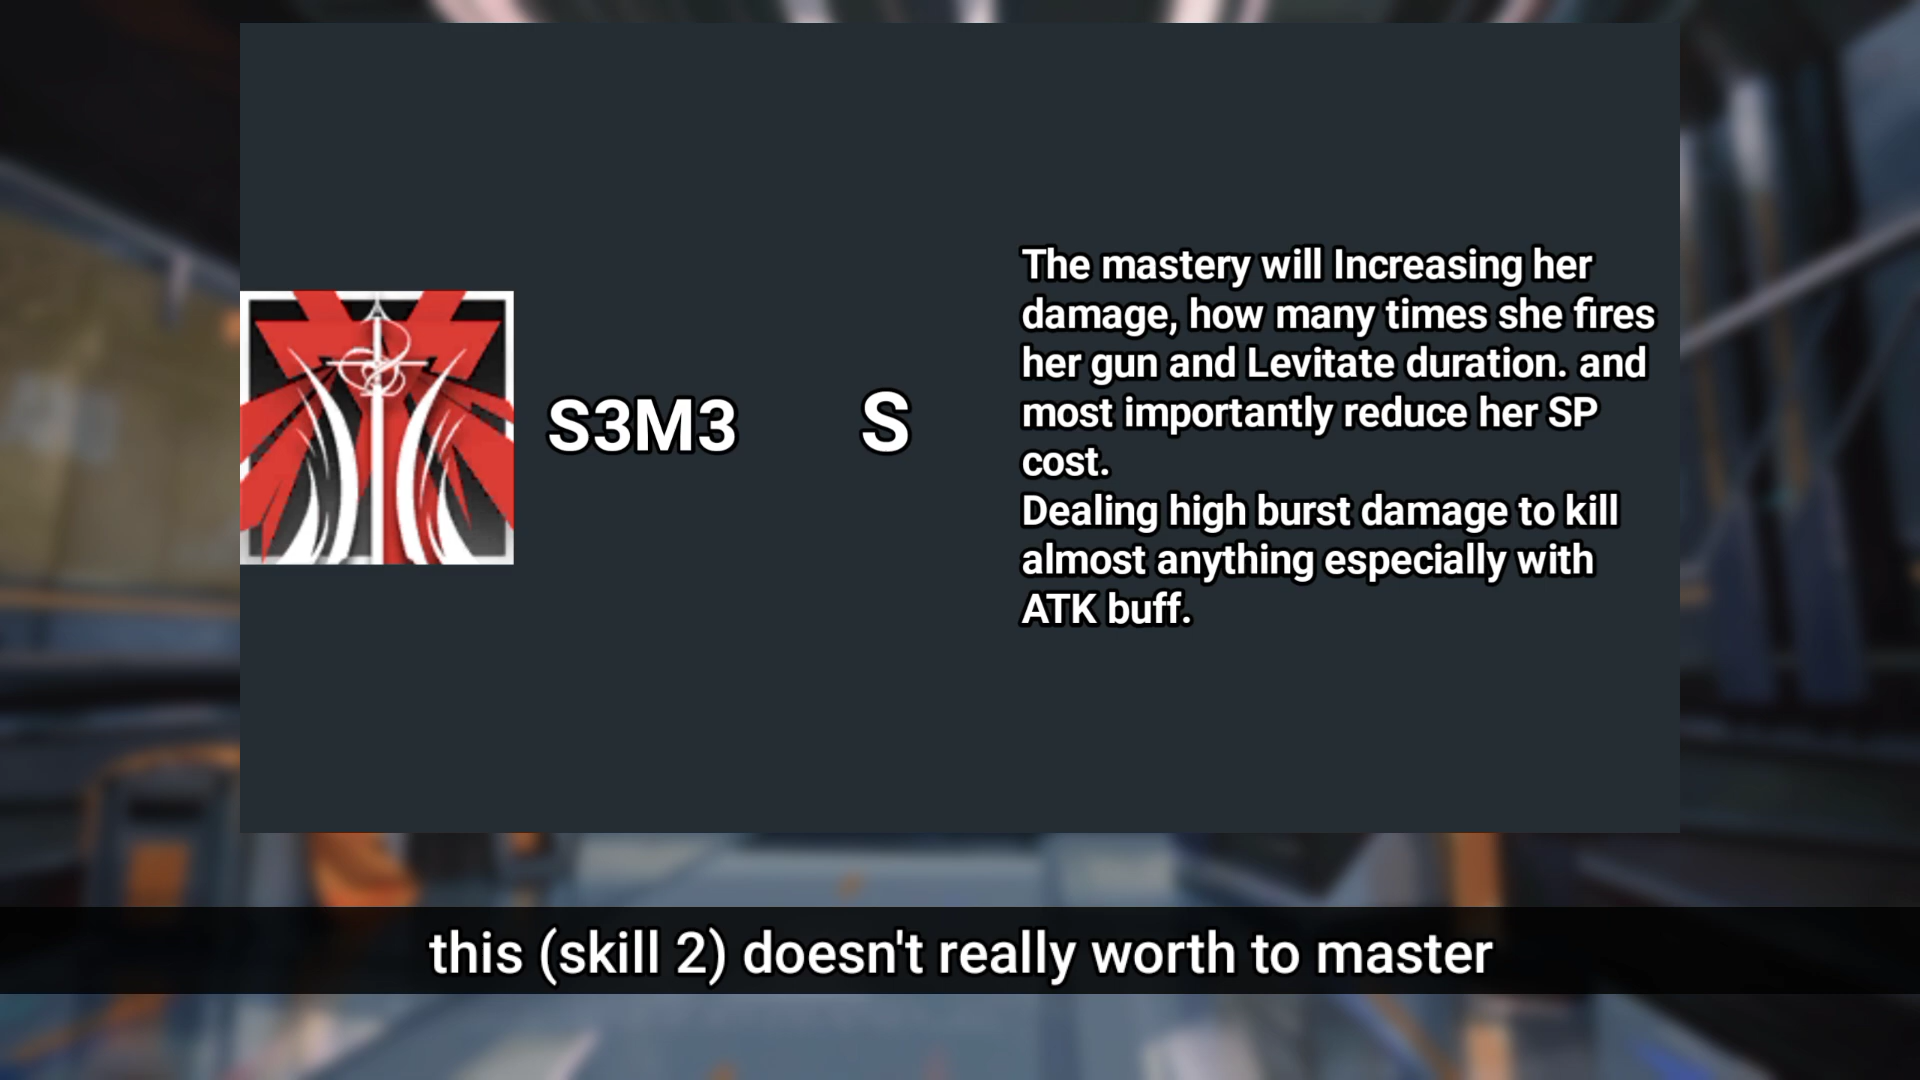 S3M3
S
The mastery will Increasing her
damage, how many times she fires
her gun and Levitate duration. and
most importantly reduce her SP
cost.
Dealing high burst damage to kill
almost anything especially with
ATK buff.
this (skill 2) doesn't really worth to master